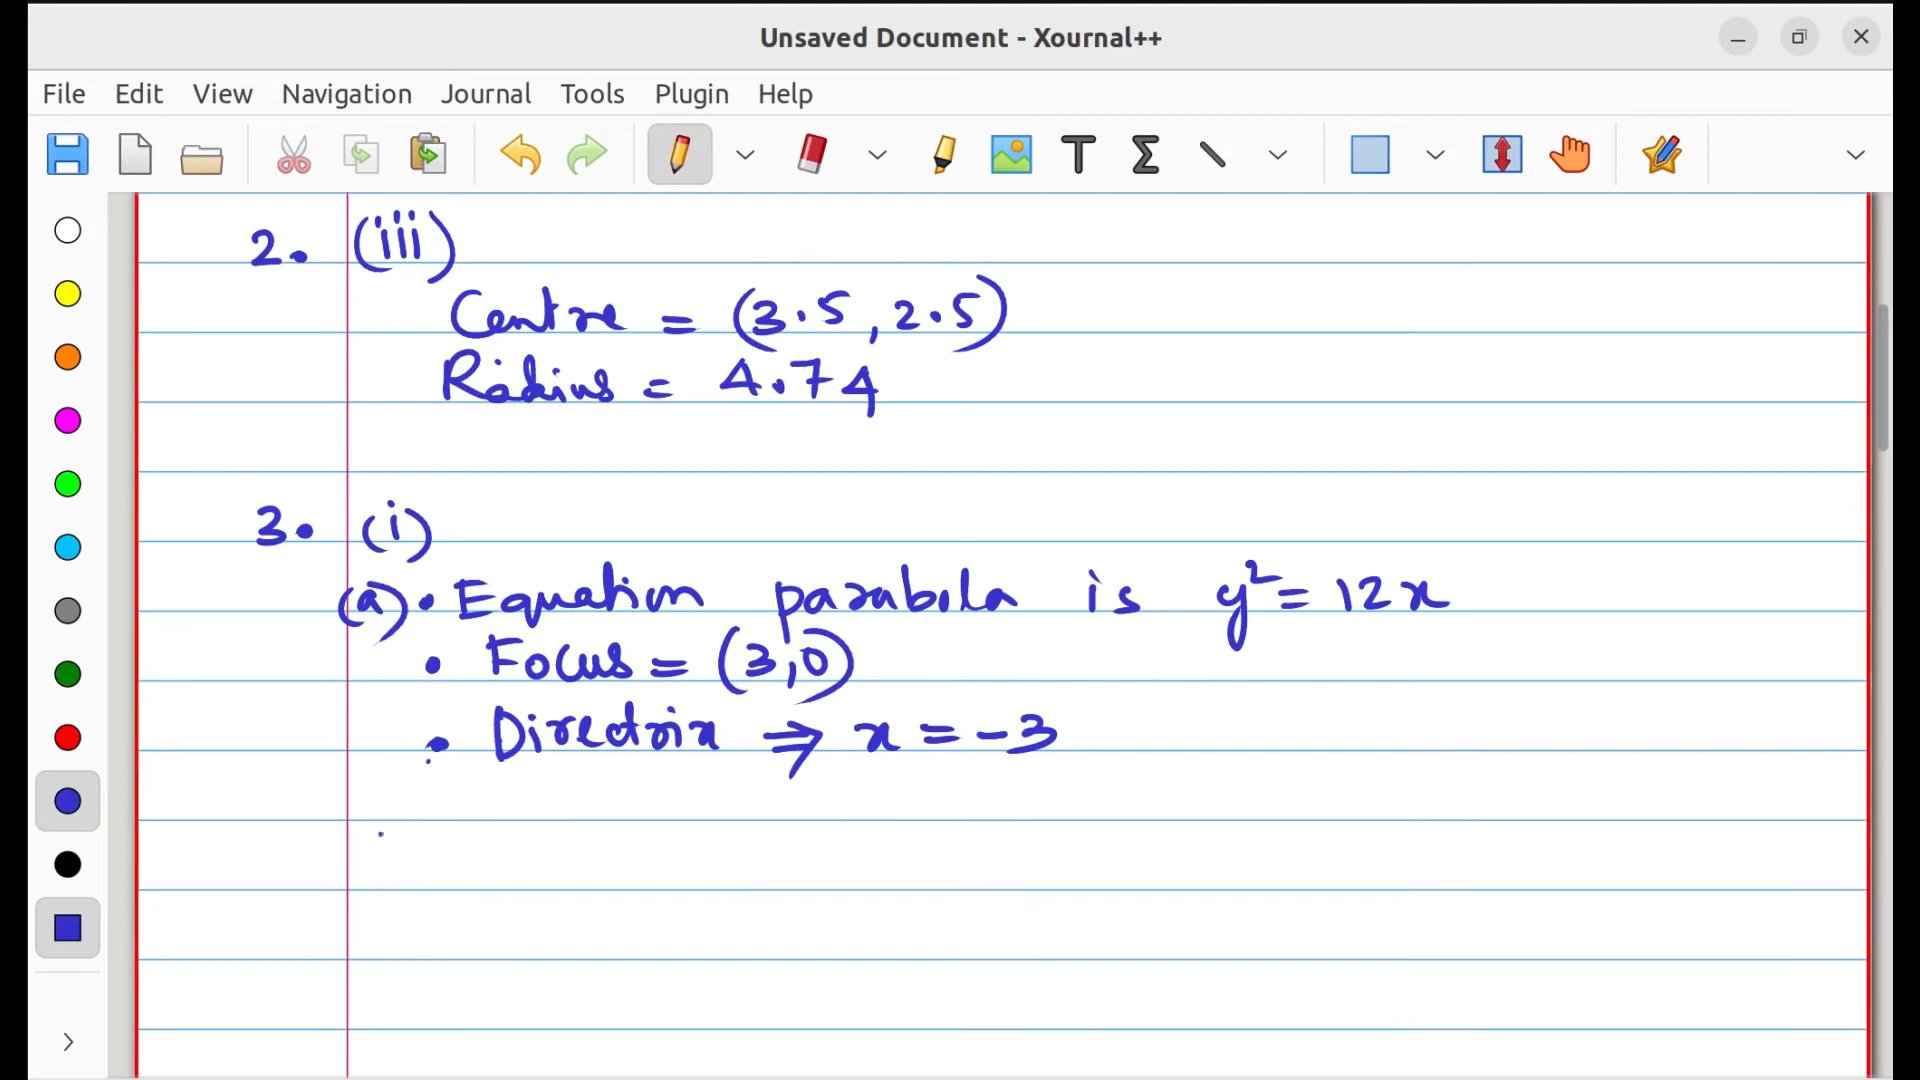 Unsaved Document - Xournal++
File Edit View Navigation Journal Tools Plugin Help
2. (iii)
Centre = (3.5, 2.5)
Radius = 4.74
3. (i)
(a) • Equation parabola is y² = 12x
• Focus = (3,0)
• Directrix ⇒ x = -3